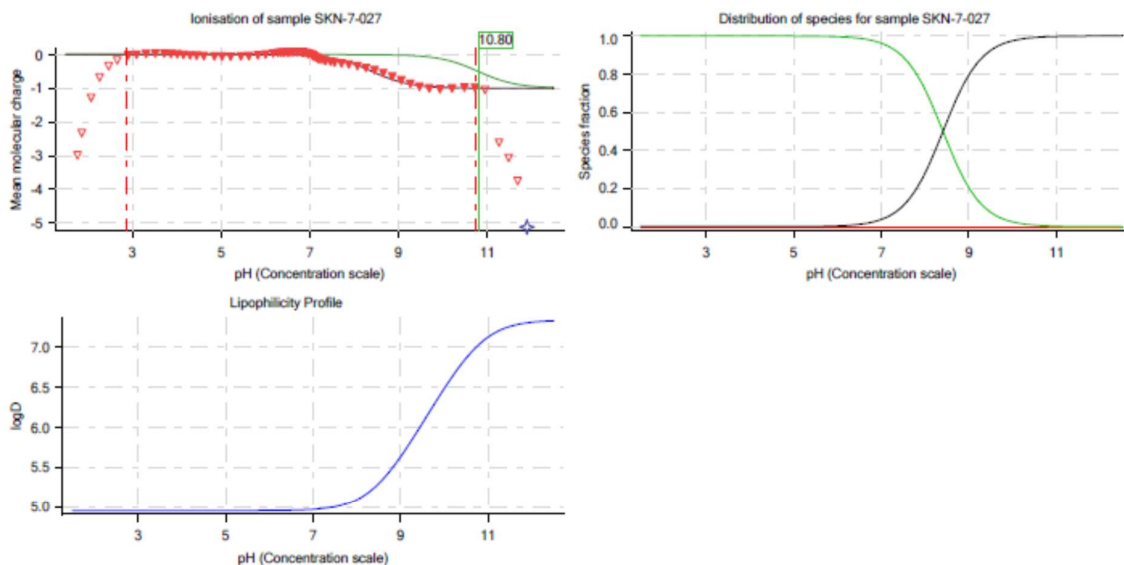 Ionisation of sample SKN-7-027
10.80
0
-1
-2
-3
-4
-5
Mean molecular charge
3 5 7 9 11
pH (Concentration scale)
Distribution of species for sample SKN-7-027
1.0
0.8
0.6
0.4
0.2
0.0
Species fraction
3 5 7 9 11
pH (Concentration scale)
Lipophilicity Profile
7.0
6.5
6.0
5.5
5.0
logD
3 5 7 9 11
pH (Concentration scale)